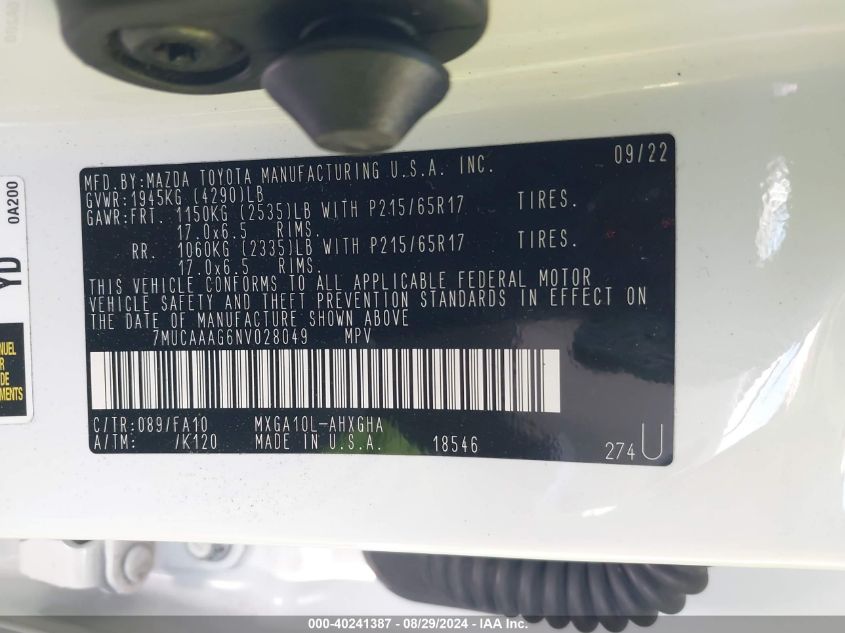 MFD.BY:MAZDA TOYOTA MANUFACTURING U.S.A. INC. 09/22
GVWR:1945KG (4290)LB
GAWR:FRT. 1150KG (2535)LB WITH P215/65R17 TIRES.
17.0x6.5 RIMS.
RR. 1060KG (2335)LB WITH P215/65R17 TIRES.
17.0x6.5 RIMS.
THIS VEHICLE CONFORMS TO ALL APPLICABLE FEDERAL MOTOR
VEHICLE SAFETY AND THEFT PREVENTION STANDARDS IN EFFECT ON
THE DATE OF MANUFACTURE SHOWN ABOVE
7MUCAAAG6NV028049 MPV
C/TR:089/FA10 MXGA10L-AHXGHA
A/TM: /K120 MADE IN U.S.A. 18546 274U
0A200
YD
000-40241387 - 08/29/2024 - IAA Inc.